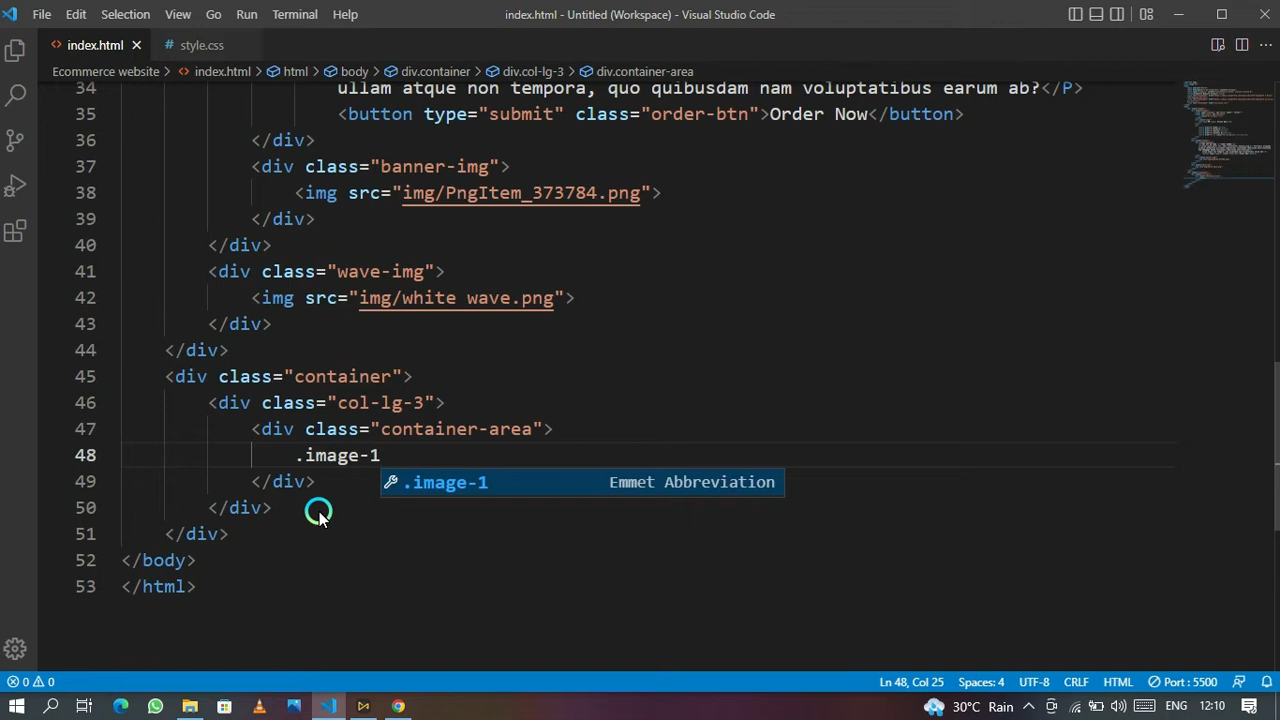 File Edit Selection View Go Run Terminal Help index.html - Untitled (Workspace) - Visual Studio Code
index.html style.css
Ecommerce website > index.html > html > body > div.container > div.col-lg-3 > div.container-area
34 ullam atque non tempora, quo quibusdam nam voluptatibus earum ab?</P>
35 <button type="submit" class="order-btn">Order Now</button>
36 </div>
37 <div class="banner-img">
38 <img src="img/PngItem_373784.png">
39 </div>
40 </div>
41 <div class="wave-img">
42 <img src="img/white wave.png">
43 </div>
44 </div>
45 <div class="container">
46 <div class="col-lg-3">
47 <div class="container-area">
48 .image-1
49 </div> .image-1 Emmet Abbreviation
50 </div>
51 </div>
52 </body>
53 </html>
0 0 Ln 48, Col 25 Spaces: 4 UTF-8 CRLF HTML Port : 5500
30°C Rain ENG 12:10